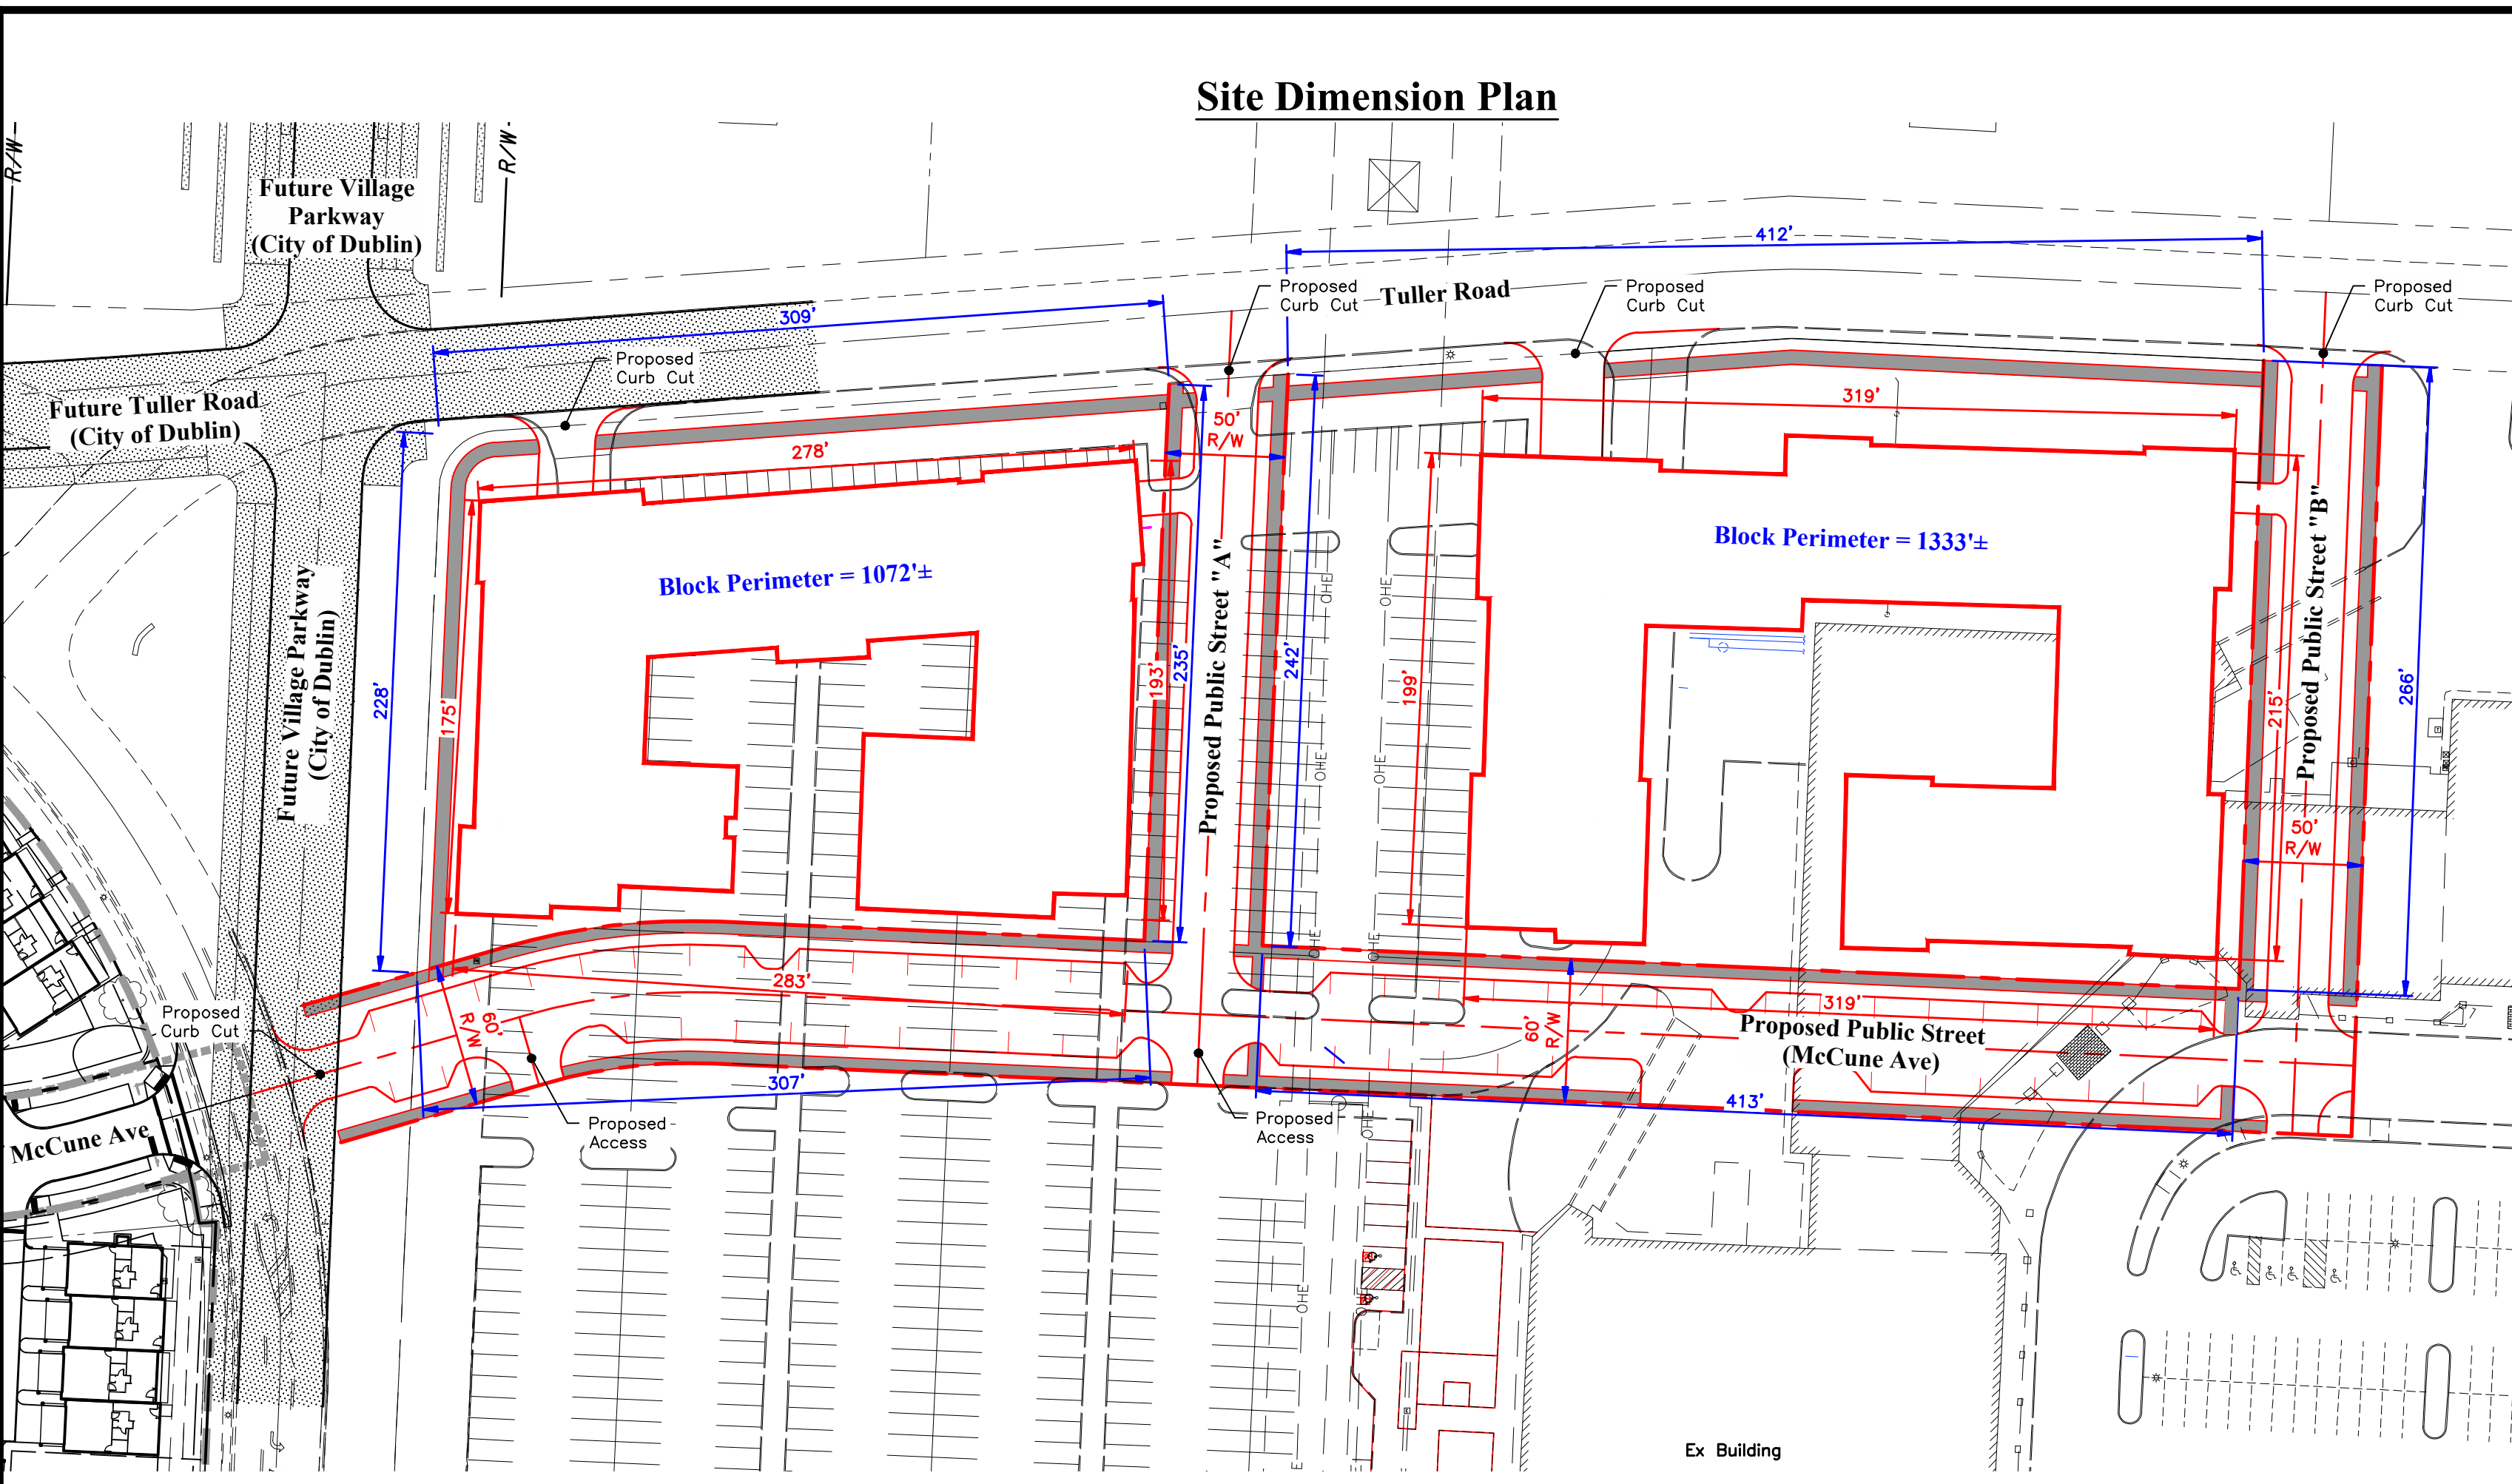 Site Dimension Plan
R/W
R/W
Future Village
Parkway
(City of Dublin)
412'
Proposed
Curb Cut
Tuller Road
Proposed
Curb Cut
Proposed
Curb Cut
309'
Proposed
Curb Cut
Future Tuller Road
(City of Dublin)
319'
50'
R/W
278'
Block Perimeter = 1072'±
Block Perimeter = 1333'±
Future Village Parkway
(City of Dublin)
228'
175'
193'
235'
Proposed Public Street "A"
242'
OHE
OHE
OHE
OHE
OHE
OHE
199'
215'
Proposed Public Street "B"
266'
50'
R/W
283'
60'
R/W
319'
60'
R/W
Proposed Public Street
(McCune Ave)
Proposed
Curb Cut
McCune Ave
307'
413'
Proposed
Access
Proposed
Access
OHE
OHE
Ex Building